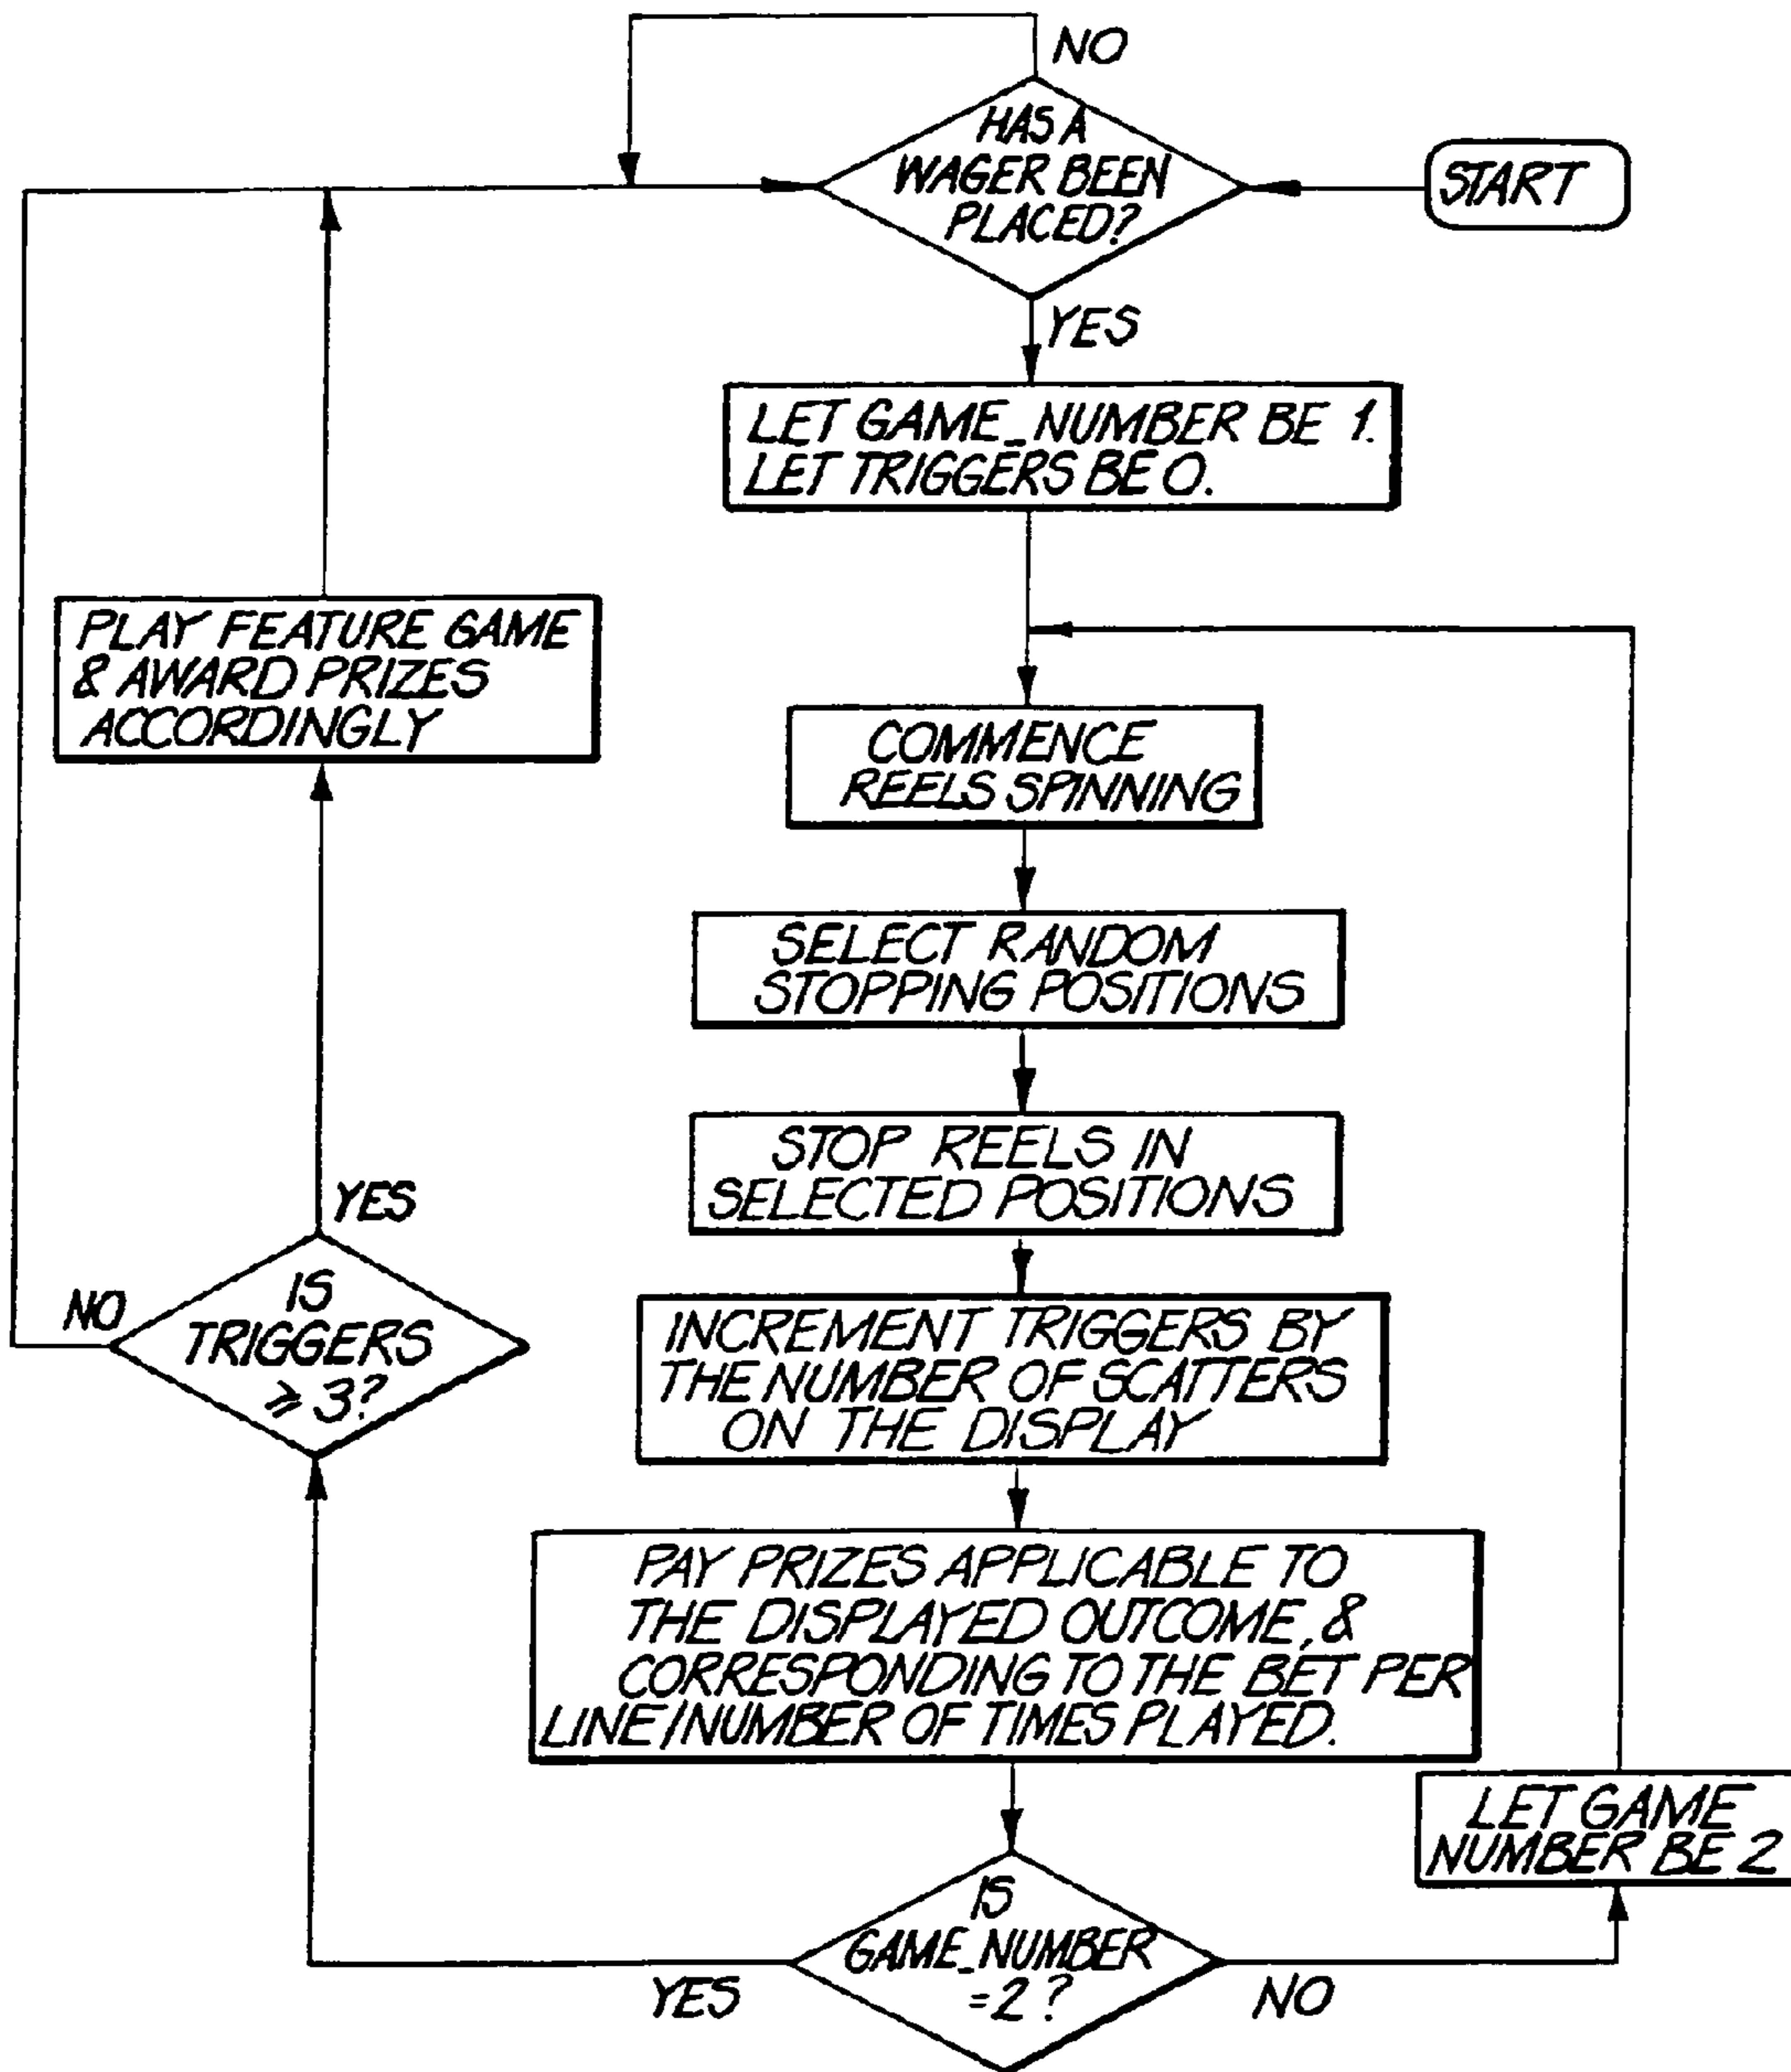 NO
HAS A
WAGER BEEN
PLACED?
START
YES
LET GAME_NUMBER BE 1.
LET TRIGGERS BE 0.
PLAY FEATURE GAME
& AWARD PRIZES
ACCORDINGLY
COMMENCE
REELS SPINNING
SELECT RANDOM
STOPPING POSITIONS
STOP REELS IN
SELECTED POSITIONS
YES
IS
TRIGGERS
⩾ 3?
NO
INCREMENT TRIGGERS BY
THE NUMBER OF SCATTERS
ON THE DISPLAY
PAY PRIZES APPLICABLE TO
THE DISPLAYED OUTCOME, &
CORRESPONDING TO THE BET PER
LINE/NUMBER OF TIMES PLAYED.
LET GAME
NUMBER BE 2
IS
GAME_NUMBER
=2?
YES
NO